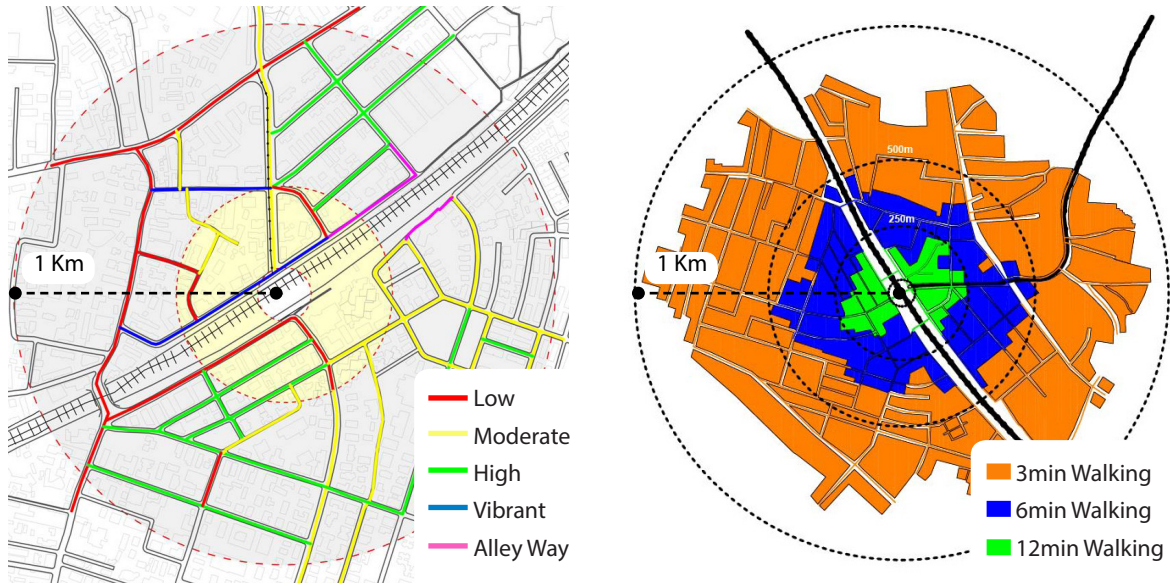 1 Km
Low
Moderate
High
Vibrant
Alley Way
500m
250m
1 Km
3min Walking
6min Walking
12min Walking